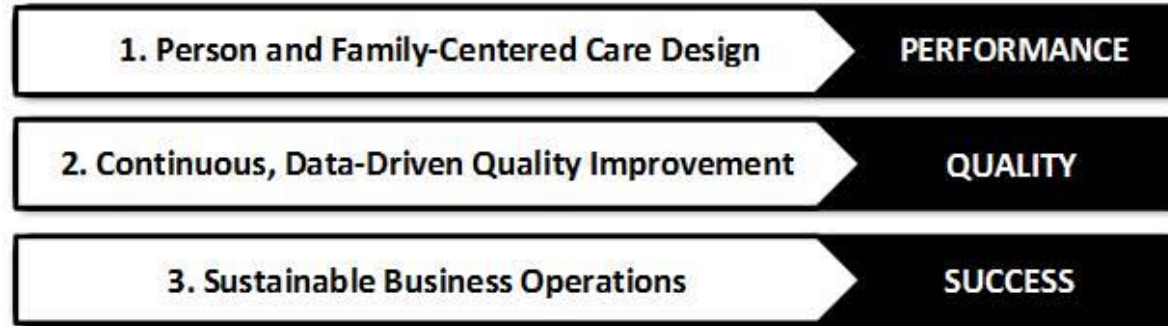 1. Person and Family-Centered Care Design
PERFORMANCE
2. Continuous, Data-Driven Quality Improvement
QUALITY
3. Sustainable Business Operations
SUCCESS